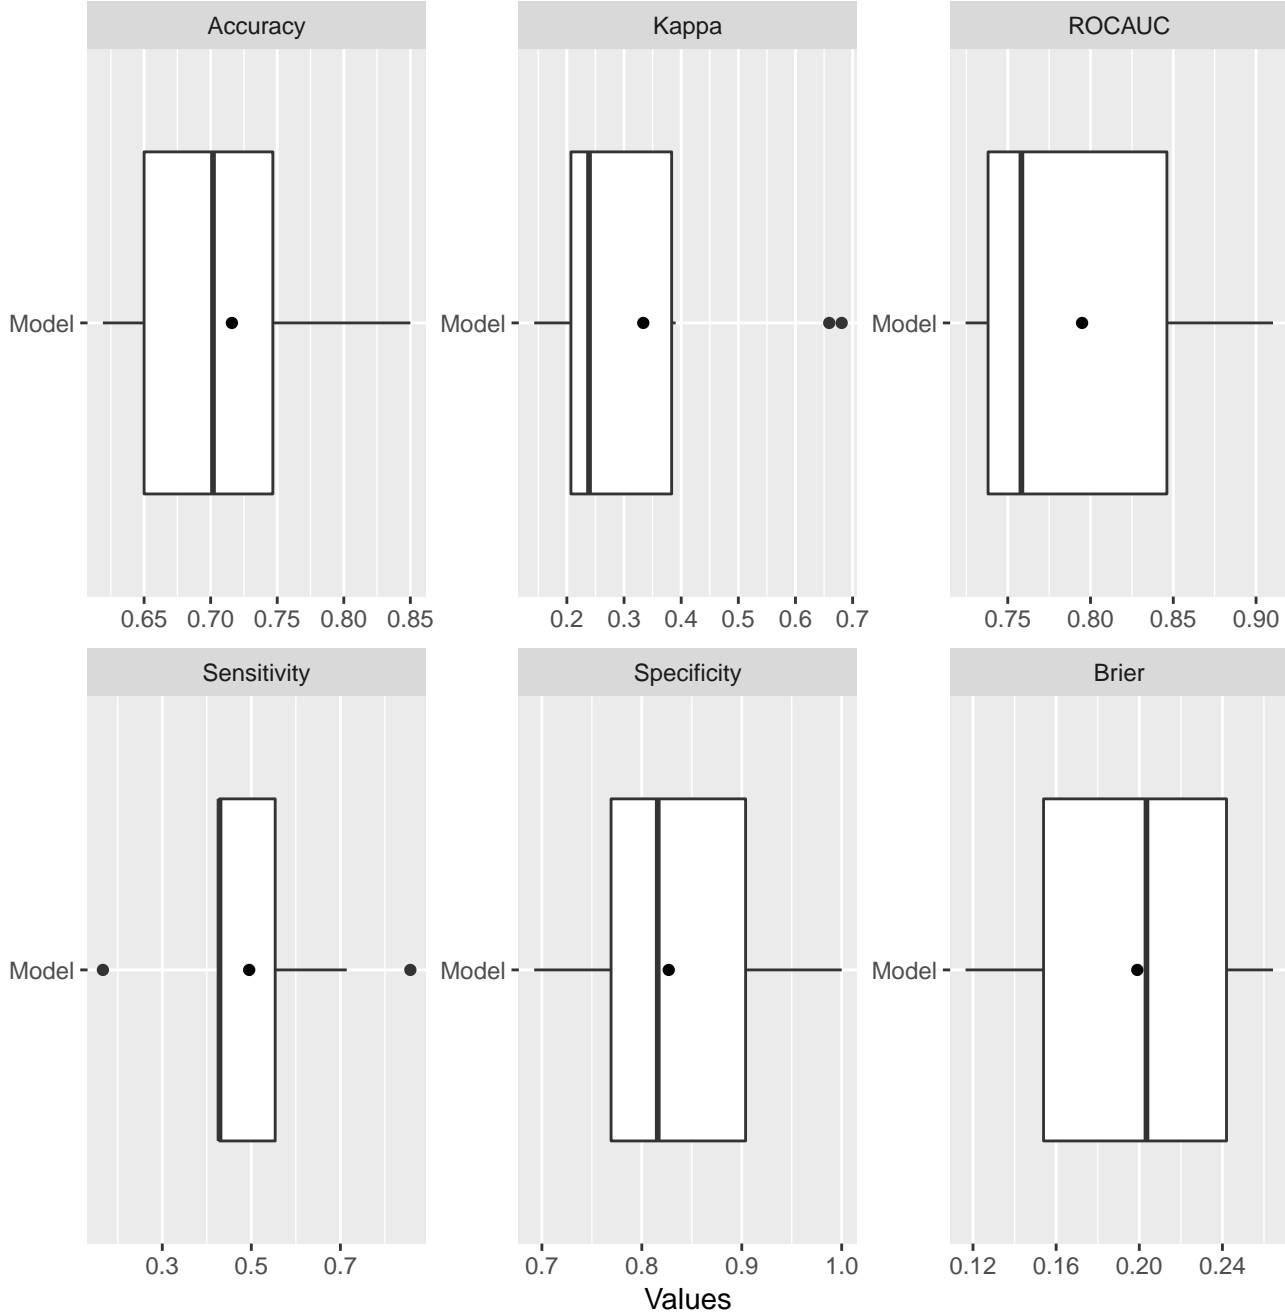 Accuracy Kappa ROCAUC
Model Model Model
0.65 0.70 0.75 0.80 0.85 0.2 0.3 0.4 0.5 0.6 0.7 0.75 0.80 0.85 0.90
Sensitivity Specificity Brier
Model Model Model
0.3 0.5 0.7 0.7 0.8 0.9 1.0 0.12 0.16 0.20 0.24
Values